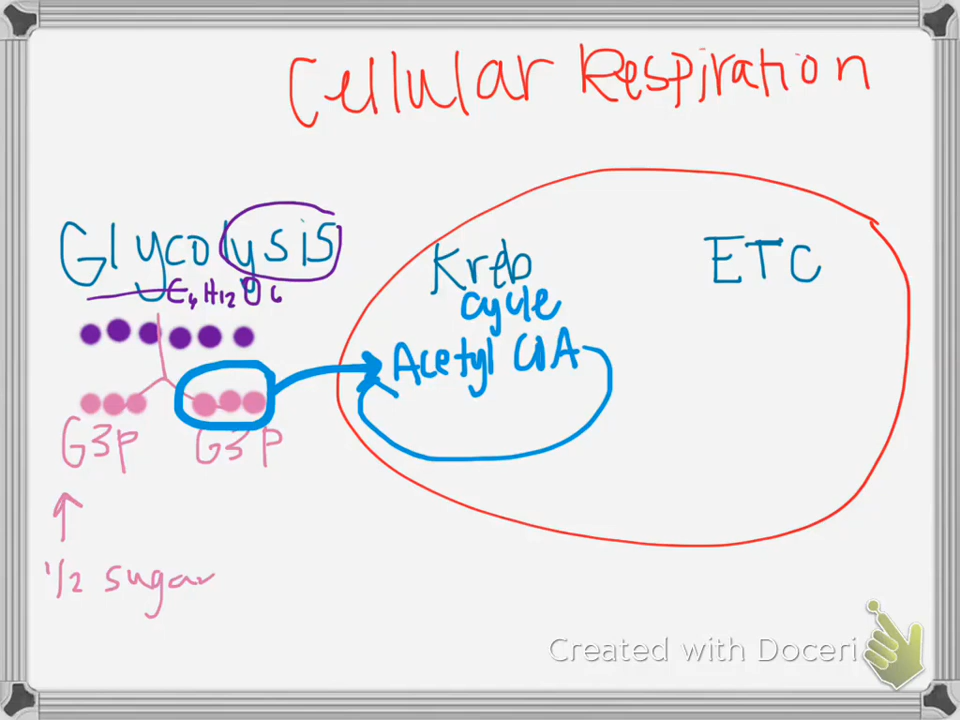 Cellular Respiration
Glycolysis
C6H12O6
Kreb
cycle
ETC
Acetyl COA
G3P
G3P
1/2 sugar
Created with Doceri